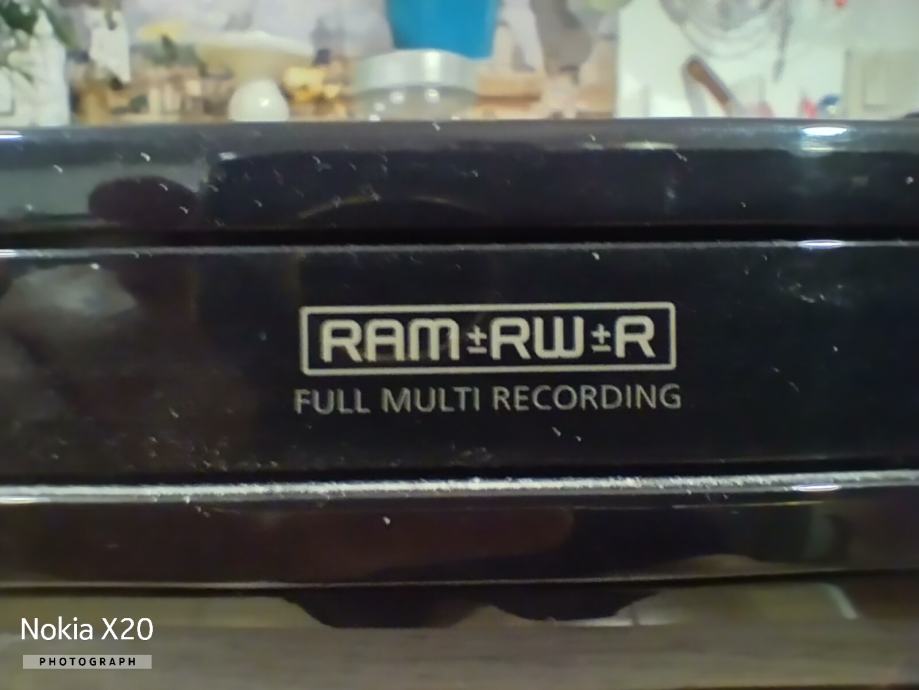 RAM±RW±R
FULL MULTI RECORDING
Nokia X20
PHOTOGRAPH